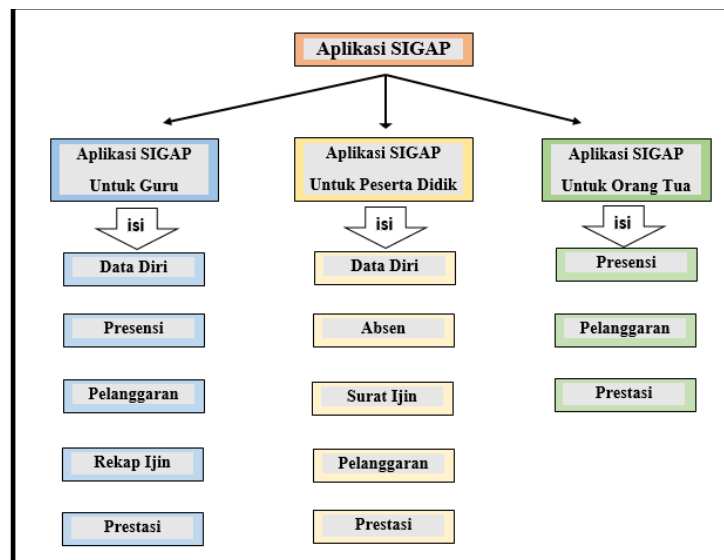 Aplikasi SIGAP
Aplikasi SIGAP
Untuk Guru
Aplikasi SIGAP
Untuk Peserta Didik
Aplikasi SIGAP
Untuk Orang Tua
isi
isi
isi
Data Diri
Presensi
Pelanggaran
Rekap Ijin
Prestasi
Data Diri
Absen
Surat Ijin
Pelanggaran
Prestasi
Presensi
Pelanggaran
Prestasi